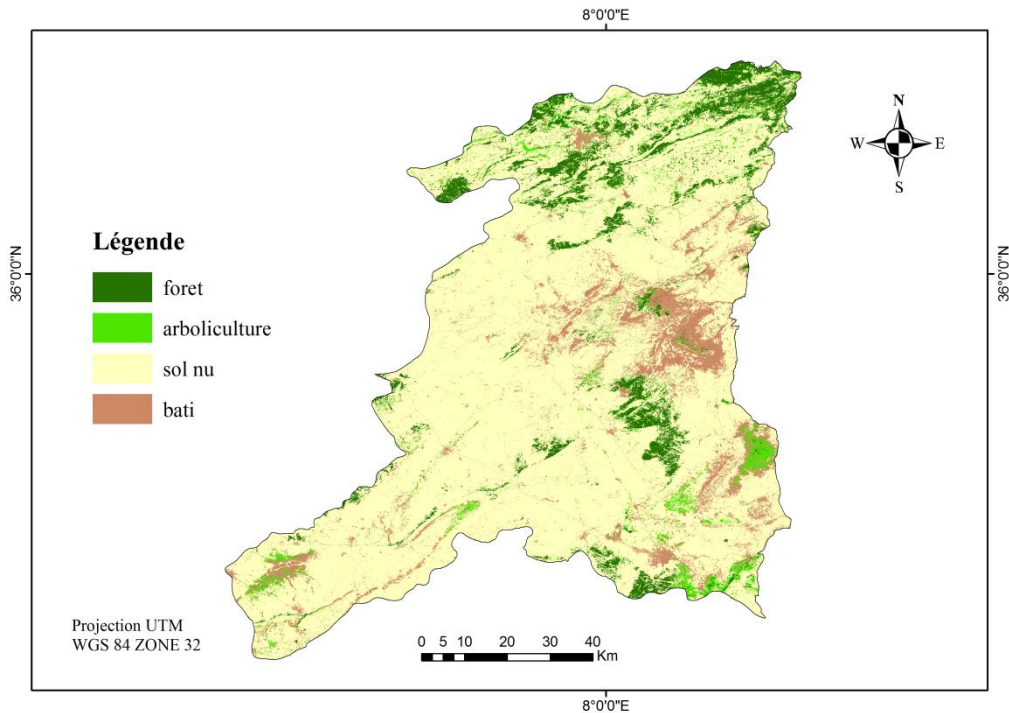 8°0'0"E
N
W E
S
Légende
36°0'0"N
36°0'0"N
foret
arboliculture
sol nu
bati
Projection UTM
WGS 84 ZONE 32
0 5 10 20 30 40
Km
8°0'0"E